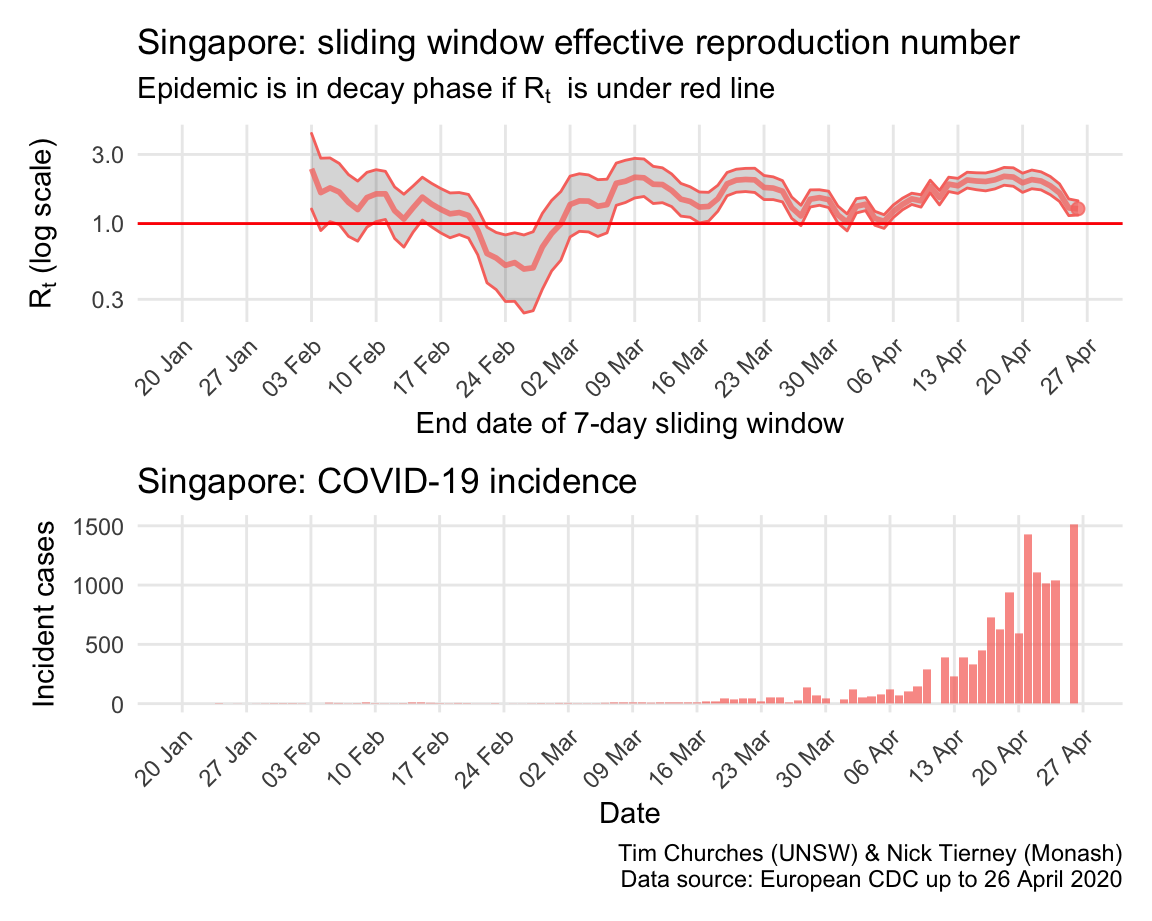 Singapore: sliding window effective reproduction number
Epidemic is in decay phase if Rt is under red line
Rt (log scale)
3.0
1.0
0.3
20 Jan
27 Jan
03 Feb
10 Feb
17 Feb
24 Feb
02 Mar
09 Mar
16 Mar
23 Mar
30 Mar
06 Apr
13 Apr
20 Apr
27 Apr
End date of 7-day sliding window
Singapore: COVID-19 incidence
Incident cases
1500
1000
500
0
20 Jan
27 Jan
03 Feb
10 Feb
17 Feb
24 Feb
02 Mar
09 Mar
16 Mar
23 Mar
30 Mar
06 Apr
13 Apr
20 Apr
27 Apr
Date
Tim Churches (UNSW) & Nick Tierney (Monash)
Data source: European CDC up to 26 April 2020